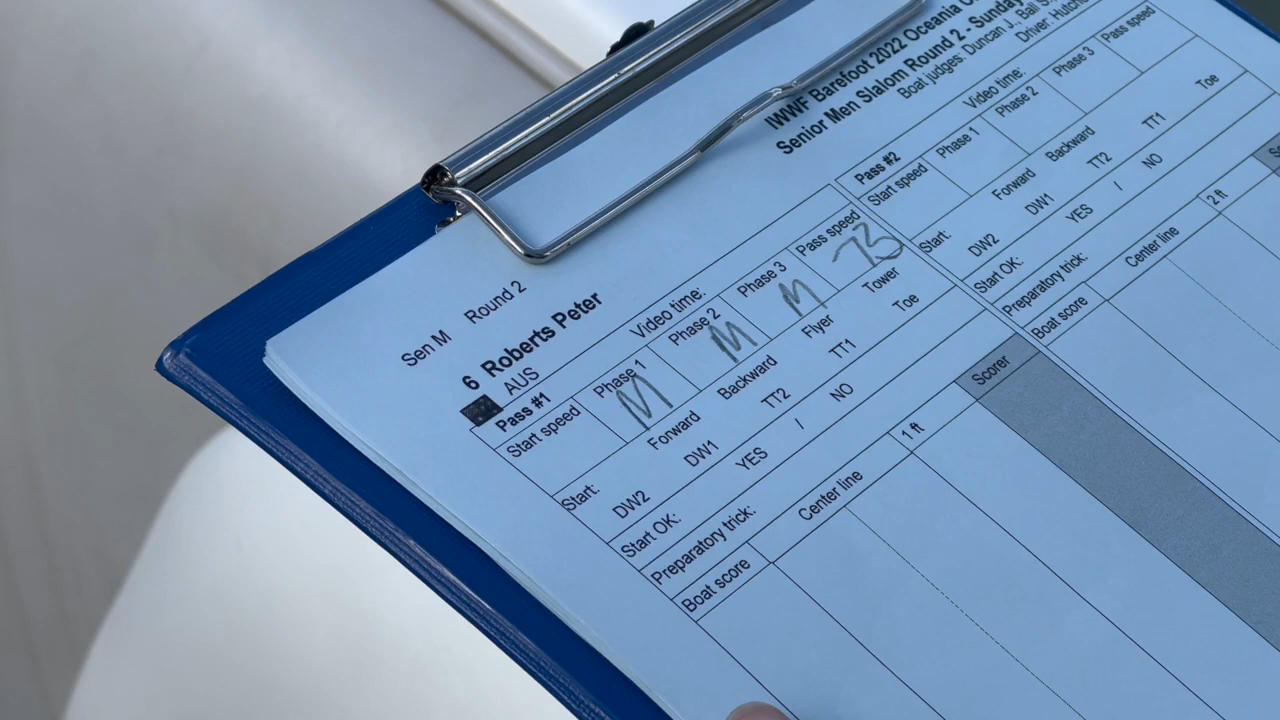 IWWF Barefoot 2022 Oceania
Senior Men Slalom Round 2 - Sunday
Boat judges: Duncan J., Ball S.,
Driver:
Sen M Round 2
6 Roberts Peter
AUS Video time:
Pass #1
Start speed Phase 1 Phase 2 Phase 3 Pass speed
M M M 73
Start: Forward Backward Flyer Tower
DW2 DW1 TT2 TT1 Toe
Start OK: YES / NO
Preparatory trick:
Boat score Center line 1 ft Scorer
Pass #2 Video time:
Start speed Phase 1 Phase 2 Phase 3 Pass speed
Start: Forward Backward
DW2 DW1 TT2 TT1 Toe
Start OK: YES / NO
Preparatory trick:
Boat score Center line 2 ft